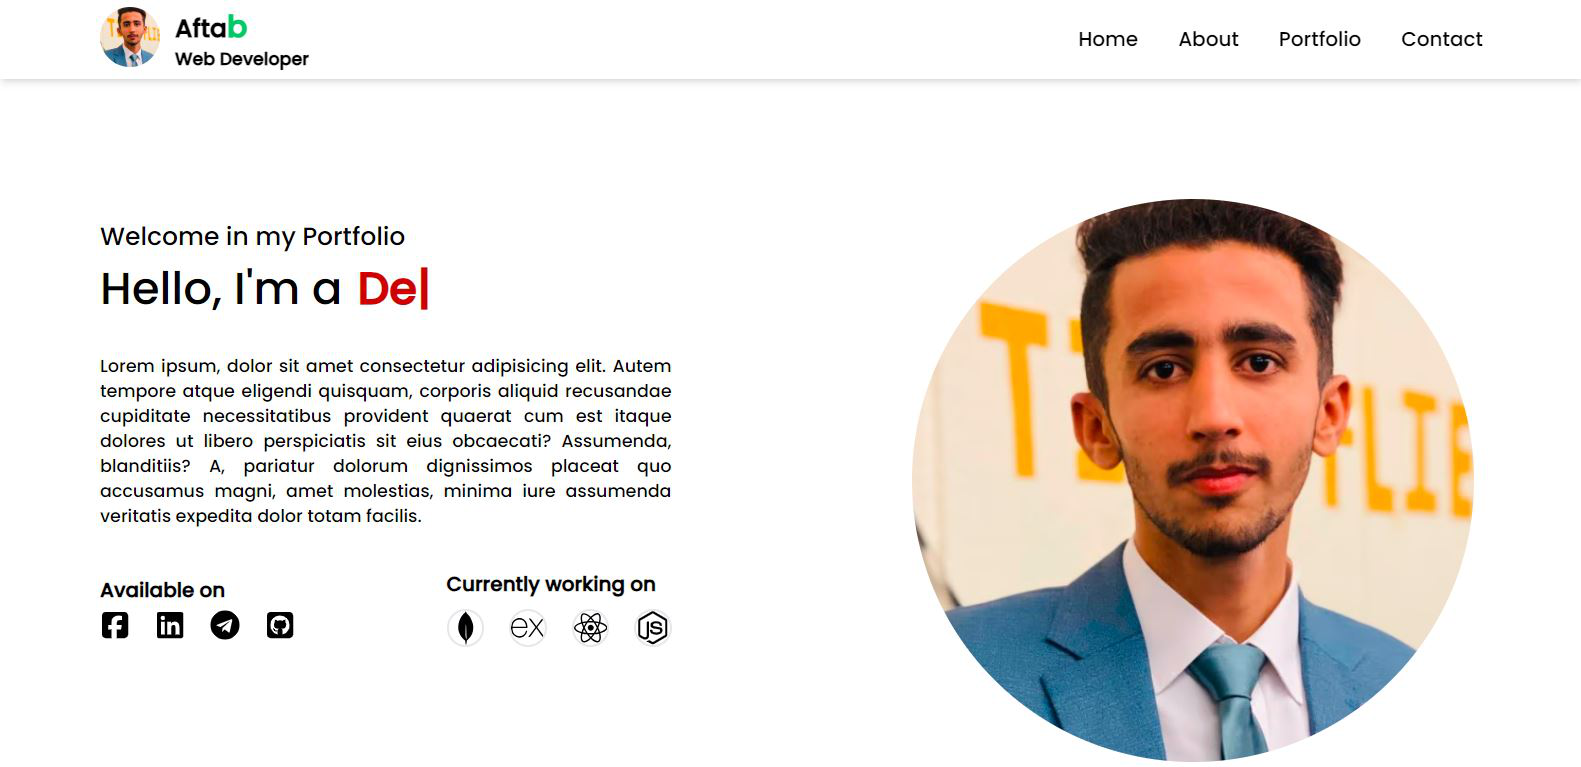 Aftab
Web Developer
Home About Portfolio Contact
Welcome in my Portfolio
Hello, I'm a De|
Lorem ipsum, dolor sit amet consectetur adipisicing elit. Autem
tempore atque eligendi quisquam, corporis aliquid recusandae
cupiditate necessitatibus provident quaerat cum est itaque
dolores ut libero perspiciatis sit eius obcaecati? Assumenda,
blanditiis? A, pariatur dolorum dignissimos placeat quo
accusamus magni, amet molestias, minima iure assumenda
veritatis expedita dolor totam facilis.
Available on
Currently working on
in
ex
JS